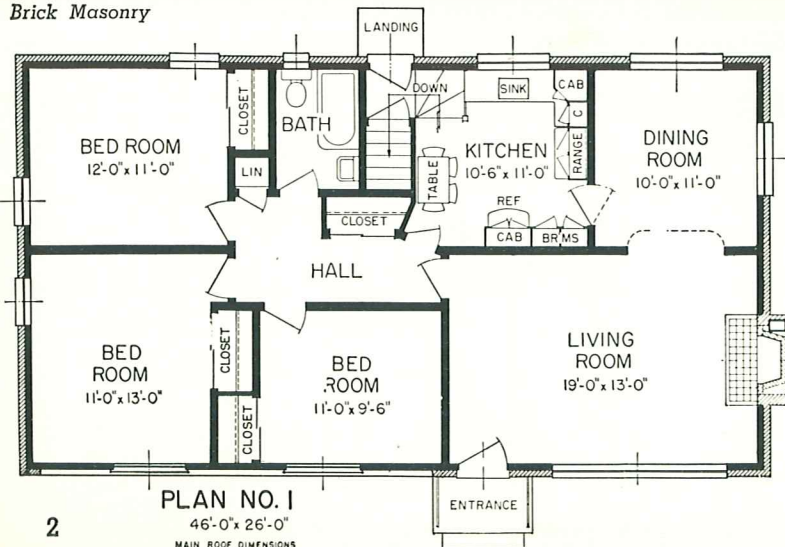 Brick Masonry
LANDING
BED ROOM
12'-0" x 11'-0"
CLOSET
BATH
LIN
DOWN
SINK
CAB
C
RANGE
KITCHEN
10'-6" x 11'-0"
TABLE
REF
CAB
BR'MS
DINING
ROOM
10'-0" x 11'-0"
CLOSET
HALL
BED
ROOM
11'-0" x 13'-0"
CLOSET
CLOSET
BED
ROOM
11'-0" x 9'-6"
LIVING
ROOM
19'-0" x 13'-0"
ENTRANCE
PLAN NO. 1
46'-0" x 26'-0"
MAIN ROOF DIMENSIONS
2